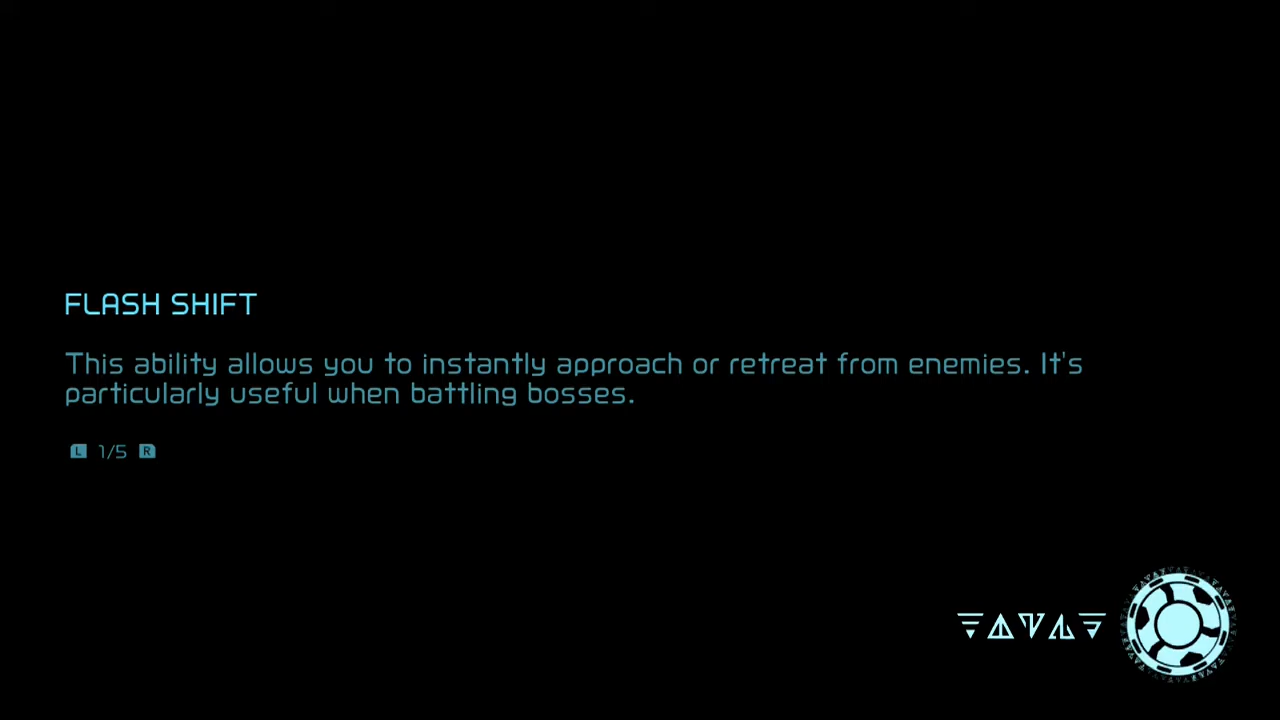 FLASH SHIFT
This ability allows you to instantly approach or retreat from enemies. It's
particularly useful when battling bosses.
L 1/5 R